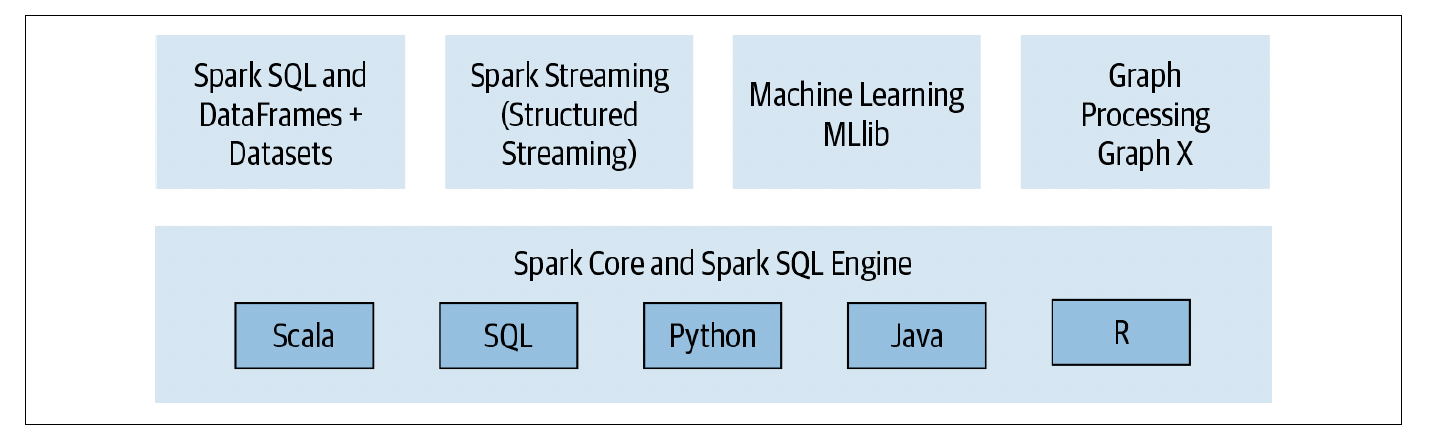 Spark SQL and
DataFrames +
Datasets
Spark Streaming
(Structured
Streaming)
Machine Learning
MLlib
Graph
Processing
Graph X
Spark Core and Spark SQL Engine
Scala
SQL
Python
Java
R